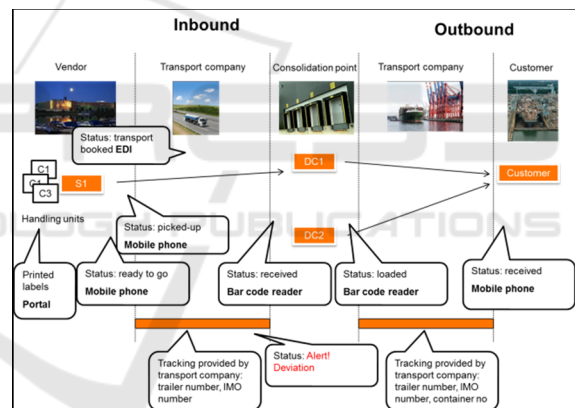 Inbound
Outbound
Vendor
Transport company
Consolidation point
Transport company
Customer
Status: transport
booked EDI
C1
C3
S1
DC1
DC2
Customer
Handling units
Status: picked-up
Mobile phone
Printed
labels
Portal
Status: ready to go
Mobile phone
Status: received
Bar code reader
Status: loaded
Bar code reader
Status: received
Mobile phone
Tracking provided by
transport company:
trailer number, IMO
number
Status: Alert!
Deviation
Tracking provided by
transport company:
trailer number, IMO
number, container no
PUBLICATIONS